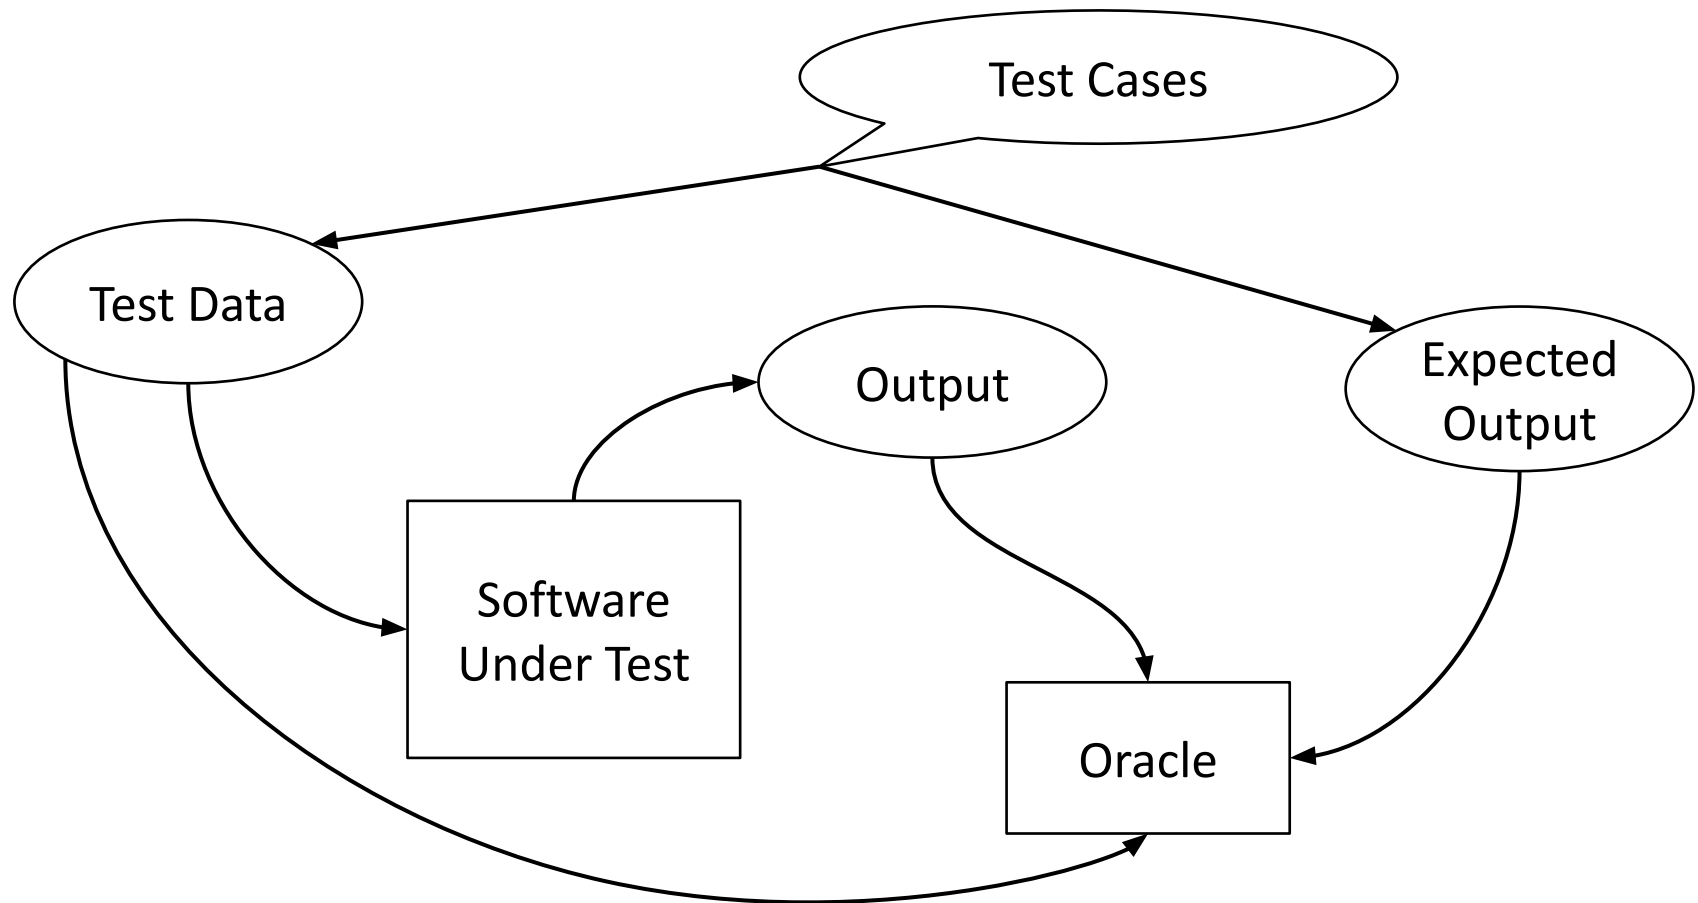 Test Cases
Test Data
Output
Expected
Output
Software
Under Test
Oracle